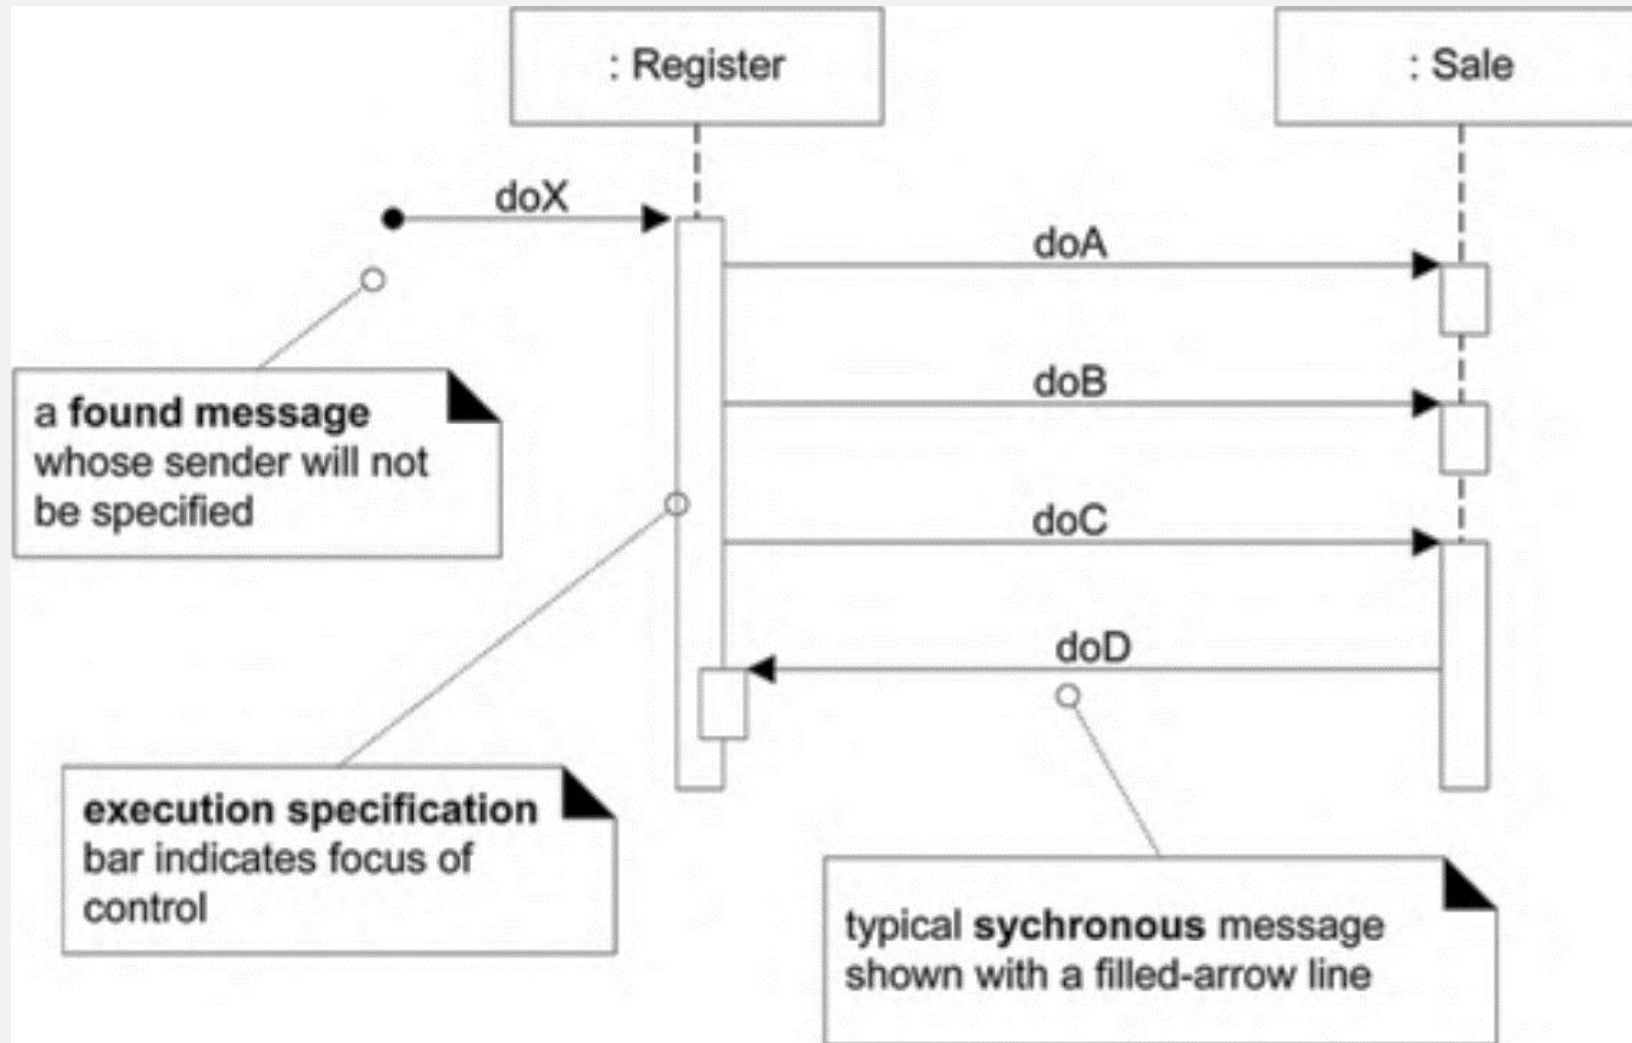 : Register
: Sale
doX
doA
doB
doC
doD
a found message
whose sender will not
be specified
execution specification
bar indicates focus of
control
typical sychronous message
shown with a filled-arrow line